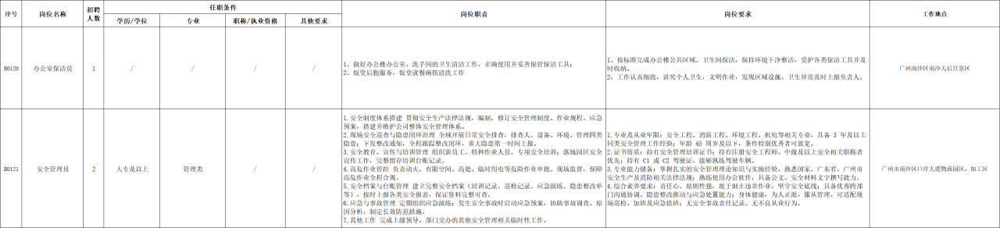 序号 岗位名称 招聘人数 任职条件 岗位职责 岗位要求 工作地点
学历/学位 专业 职称/执业资格 其他要求
B0120 办公室保洁员 1 / / / /
1、做好办公楼办公室、洗手间的卫生清洁工作，正确使用并妥善保管保洁工具；
2、饭堂后勤服务，饭堂就餐碗筷清洗工作
1、按标准完成办公楼公共区域、卫生间保洁，保持环境干净整洁，爱护各类保洁工具并及
时收纳。
2、工作认真细致，讲究个人卫生，文明作业，发现区域设施、卫生异常及时上报负责人。
广州南沙区南沙天后宫景区
B0121 安全管理员 2 大专及以上 管理类 / /
1.安全制度体系搭建 贯彻安全生产法律法规，编制、修订安全管理制度、作业规程、应急
预案，搭建并维护公司整体安全管理体系。
2.现场安全巡查与隐患闭环治理 全域开展日常安全排查，排查人、设备、环境、管理四类
隐患；下发整改通知，全程跟踪整改闭环，重大隐患第一时间上报。
3.安全教育、宣传与培训管理 组织新员工、特种作业人员、专项安全培训；落地园区安全
宣传工作，完整留存培训台账记录。
4.高危作业管控 负责动火、有限空间、高处、临时用电等危险作业审批、现场监督，保障
高危作业全程合规。
5.安全档案与台账管理 建立完整安全档案（培训记录、巡检记录、应急演练、隐患整改单
等），按时上报各类安全报表，保证资料完整可查。
6.应急与事故管理 定期组织应急演练；发生安全事故时启动应急预案，协助事故调查、原
因分析，制定长效防范措施。
7.其他工作 完成上级领导、部门交办的其他安全管理相关临时性工作。
1.专业及从业年限：安全工程、消防工程、环境工程、机电等相关专业，具备 3 年及以上
同类安全管理工作经验；年龄 45 周岁及以下，条件特别优秀者可放宽。
2.证书资质：持有安全管理培训证书；持有注册安全工程师、中级及以上安全相关职称者
优先；持有 C1 或 C2 驾驶证，能够熟练驾驶车辆。
3.专业能力储备：掌握扎实的安全管理理论知识与实操经验，熟悉国家、广东省、广州市
安全生产及消防相关法律法规；熟练使用办公软件，具备公文、安全材料文字撰写能力。
4.综合素养要求：责任心、原则性强，敢于制止违章作业，坚守安全底线；具备优秀跨部
门沟通协调、隐患整改推动与应急处置能力；身体健康，为人正派，服从管理，可适配现
场巡检、加班及应急值班；无安全事故责任记录、无不良从业行为。
广州市南沙区口岸大厦物流园区、加工区